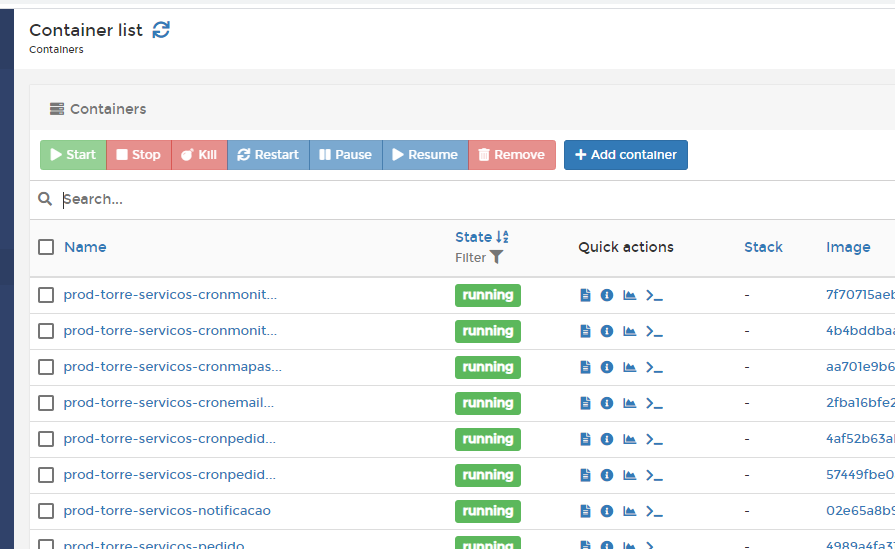 Container list
Containers
Containers
Start Stop Kill Restart Pause Resume Remove Add container
Search...
Name State Filter Quick actions Stack Image
prod-torre-servicos-cronmonit... running - 7f70715aeb
prod-torre-servicos-cronmonit... running - 4b4bddbaa
prod-torre-servicos-cronmapas... running - aa701e9b6
prod-torre-servicos-cronemail... running - 2fba16bfe2
prod-torre-servicos-cronpedid... running - 4af52b63a
prod-torre-servicos-cronpedid... running - 57449fbe0
prod-torre-servicos-notificacao running - 02e65a8b9
prod-torre-servicos-pedido running - 4989a4fa3